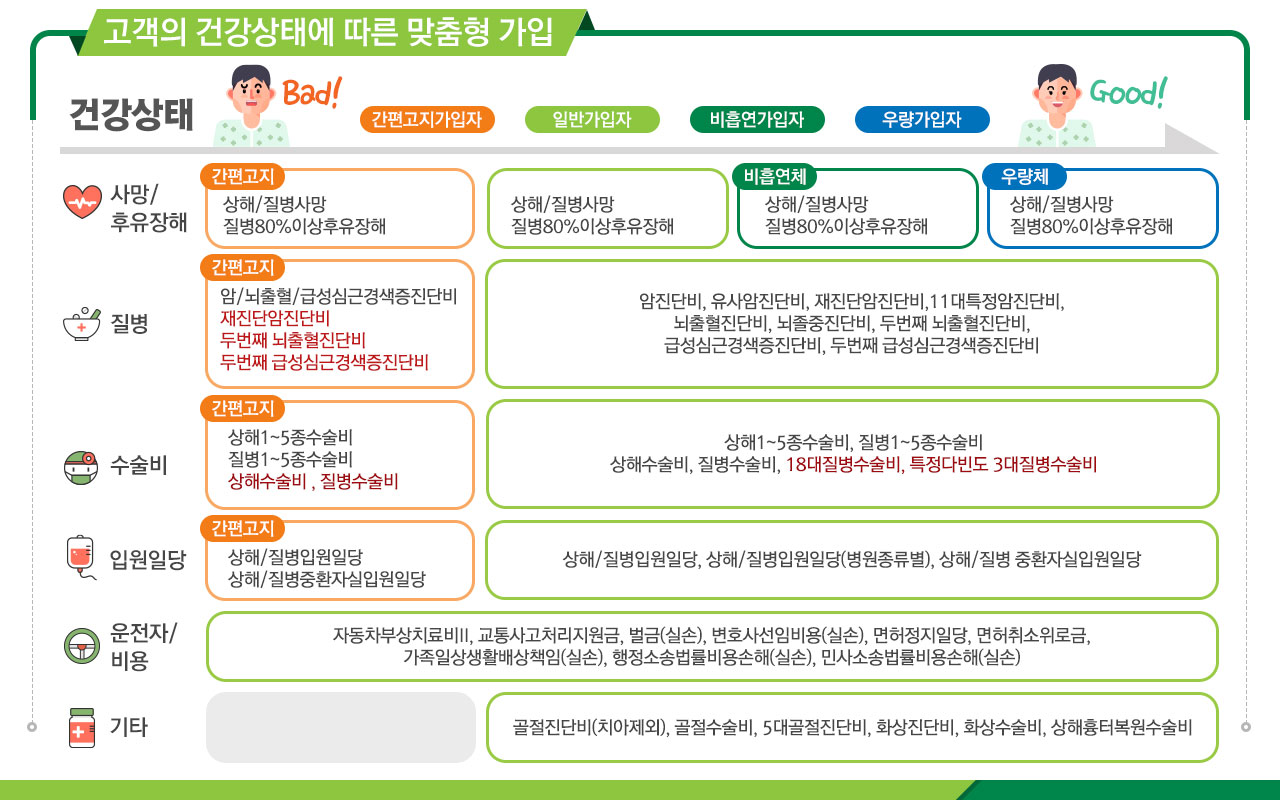 고객의 건강상태에 따른 맞춤형 가입
건강상태
Bad!
간편고지가입자
일반가입자
비흡연가입자
우량가입자
Good!
사망/
후유장해
간편고지
상해/질병사망
질병80%이상후유장해
상해/질병사망
질병80%이상후유장해
비흡연체
상해/질병사망
질병80%이상후유장해
우량체
상해/질병사망
질병80%이상후유장해
질병
간편고지
암/뇌출혈/급성심근경색증진단비
재진단암진단비
두번째 뇌출혈진단비
두번째 급성심근경색증진단비
암진단비, 유사암진단비, 재진단암진단비,11대특정암진단비,
뇌출혈진단비, 뇌졸중진단비, 두번째 뇌출혈진단비,
급성심근경색증진단비, 두번째 급성심근경색증진단비
수술비
간편고지
상해1~5종수술비
질병1~5종수술비
상해수술비 , 질병수술비
상해1~5종수술비, 질병1~5종수술비
상해수술비, 질병수술비, 18대질병수술비, 특정다빈도 3대질병수술비
입원일당
간편고지
상해/질병입원일당
상해/질병중환자실입원일당
상해/질병입원일당, 상해/질병입원일당(병원종류별), 상해/질병 중환자실입원일당
운전자/
비용
자동차부상치료비II, 교통사고처리지원금, 벌금(실손), 변호사선임비용(실손), 면허정지일당, 면허취소위로금,
가족일상생활배상책임(실손), 행정소송법률비용손해(실손), 민사소송법률비용손해(실손)
기타
골절진단비(치아제외), 골절수술비, 5대골절진단비, 화상진단비, 화상수술비, 상해흉터복원수술비